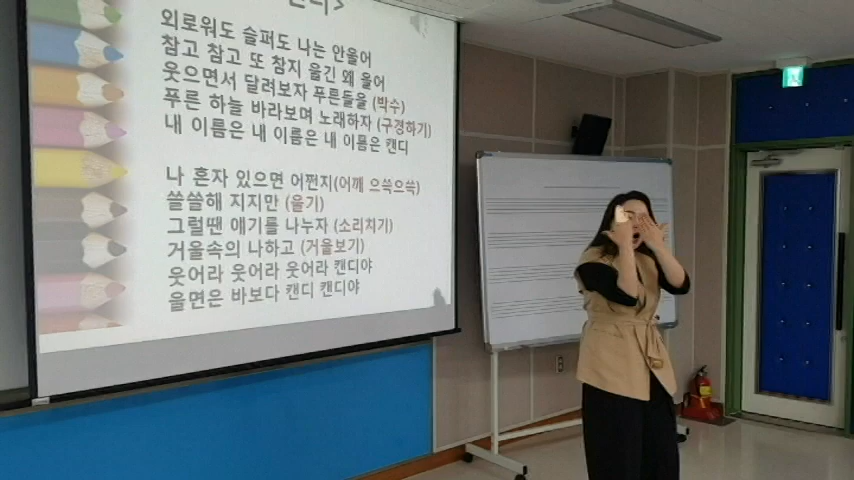 캔디>
외로워도 슬퍼도 나는 안울어
참고 참고 또 참지 울긴 왜 울어
웃으면서 달려보자 푸른들을 (박수)
푸른 하늘 바라보며 노래하자 (구경하기)
내 이름은 내 이름은 내 이름은 캔디
나 혼자 있으면 어쩐지(어깨 으쓱으쓱)
쓸쓸해 지지만 (울기)
그럴땐 얘기를 나누자 (소리치기)
거울속의 나하고 (거울보기)
웃어라 웃어라 웃어라 캔디야
울면은 바보다 캔디 캔디야